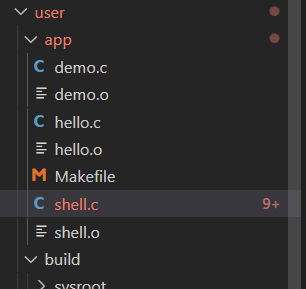 user
app
demo.c
demo.o
hello.c
hello.o
Makefile
shell.c 9+
shell.o
build
sysroot